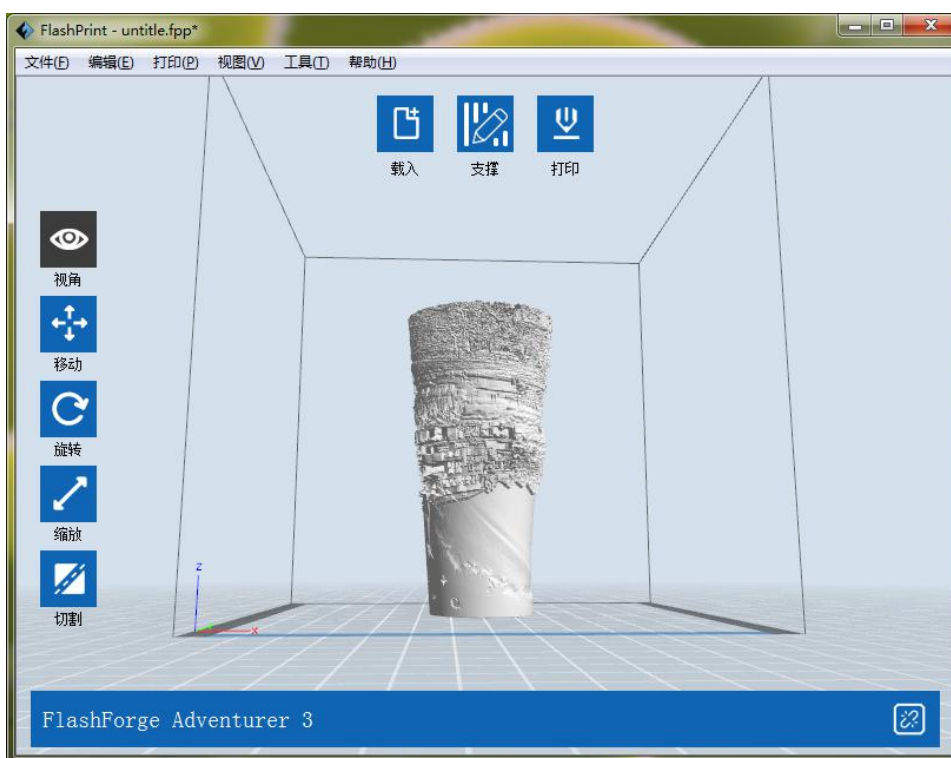 FlashPrint - untitle.fpp*
文件(F) 编辑(E) 打印(P) 视图(V) 工具(T) 帮助(H)
载入 支撑 打印
视角
移动
旋转
缩放
切割
z
x
FlashForge Adventurer 3